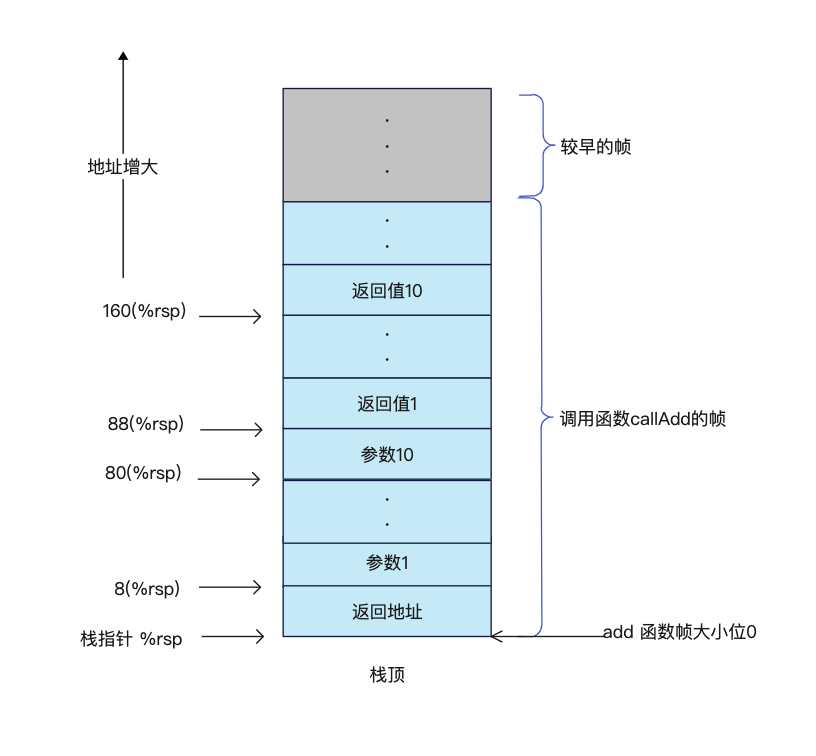 较早的帧
地址增大
返回值10
160(%rsp)
返回值1
88(%rsp)
调用函数callAdd的帧
参数10
80(%rsp)
参数1
8(%rsp)
返回地址
栈指针 %rsp
add 函数帧大小位0
栈顶